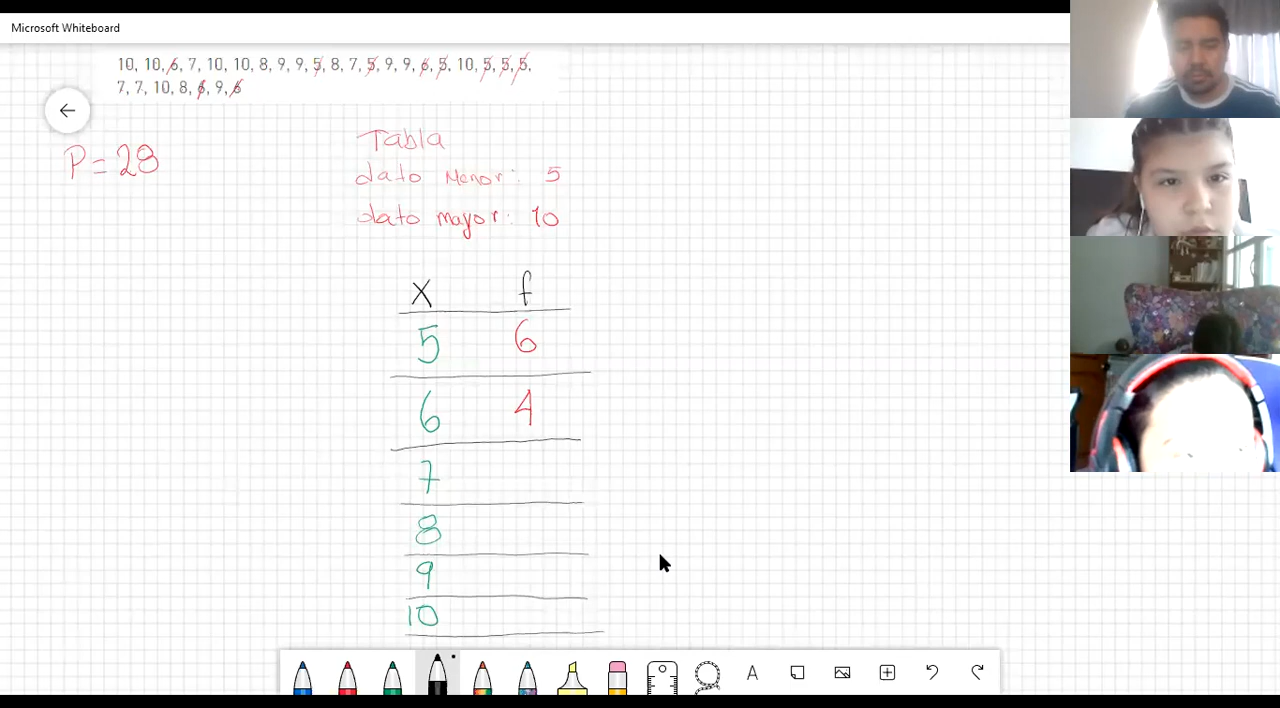 Microsoft Whiteboard
10, 10, 6, 7, 10, 10, 8, 9, 9, 5, 8, 7, 5, 9, 9, 6, 5, 10, 5, 5, 5,
7, 7, 10, 8, 6, 9, 6
P=28
Tabla
dato Menor: 5
dato mayor: 10
X f
5 6
6 4
7
8
9
10
A